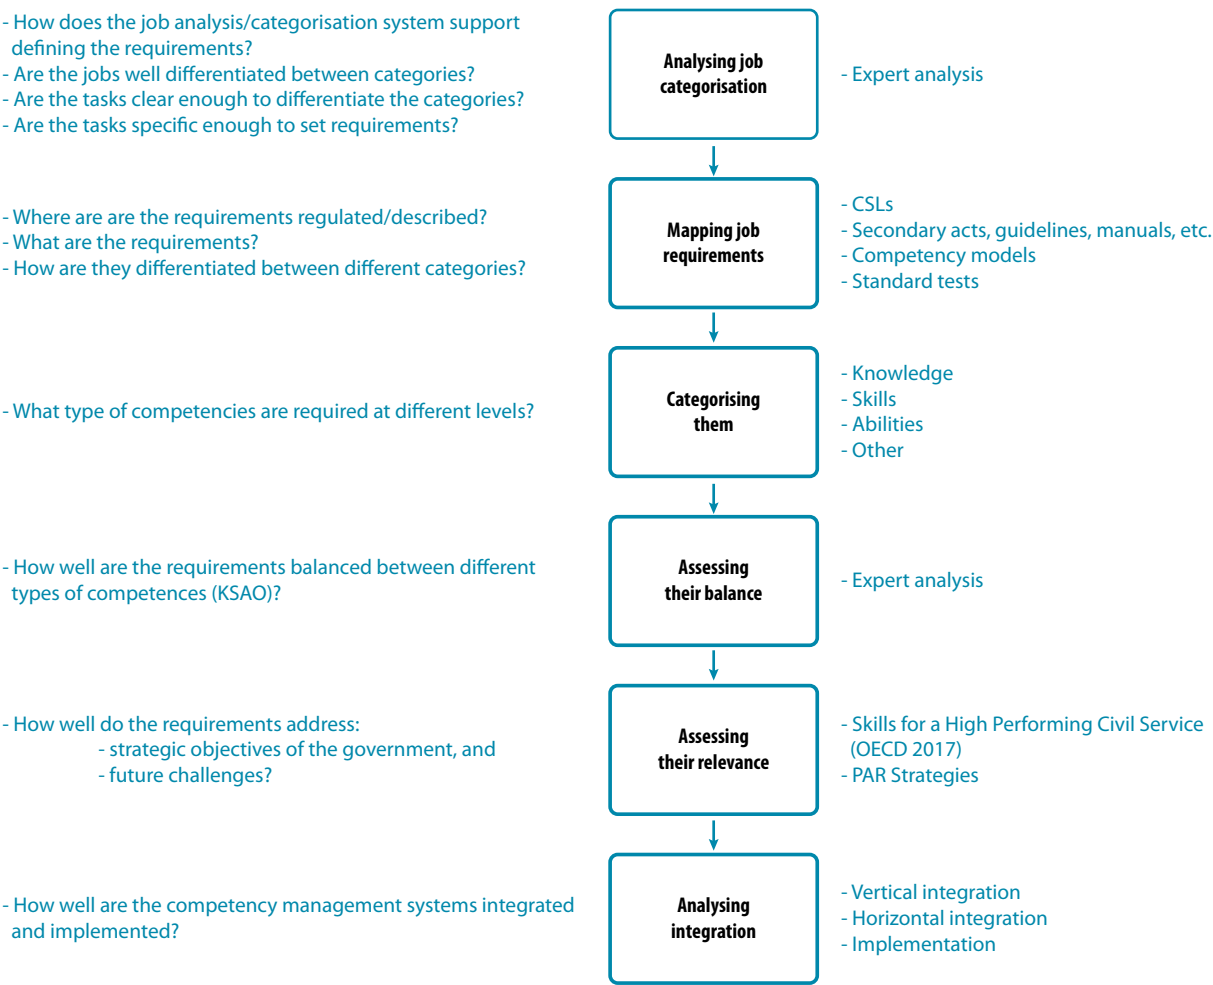 - How does the job analysis/categorisation system support
defining the requirements?
- Are the jobs well differentiated between categories?
- Are the tasks clear enough to differentiate the categories?
- Are the tasks specific enough to set requirements?
Analysing job
categorisation
- Expert analysis
- Where are are the requirements regulated/described?
- What are the requirements?
- How are they differentiated between different categories?
Mapping job
requirements
- CSLs
- Secondary acts, guidelines, manuals, etc.
- Competency models
- Standard tests
- What type of competencies are required at different levels?
Categorising
them
- Knowledge
- Skills
- Abilities
- Other
- How well are the requirements balanced between different
types of competences (KSAO)?
Assessing
their balance
- Expert analysis
- How well do the requirements address:
- strategic objectives of the government, and
- future challenges?
Assessing
their relevance
- Skills for a High Performing Civil Service
(OECD 2017)
- PAR Strategies
- How well are the competency management systems integrated
and implemented?
Analysing
integration
- Vertical integration
- Horizontal integration
- Implementation